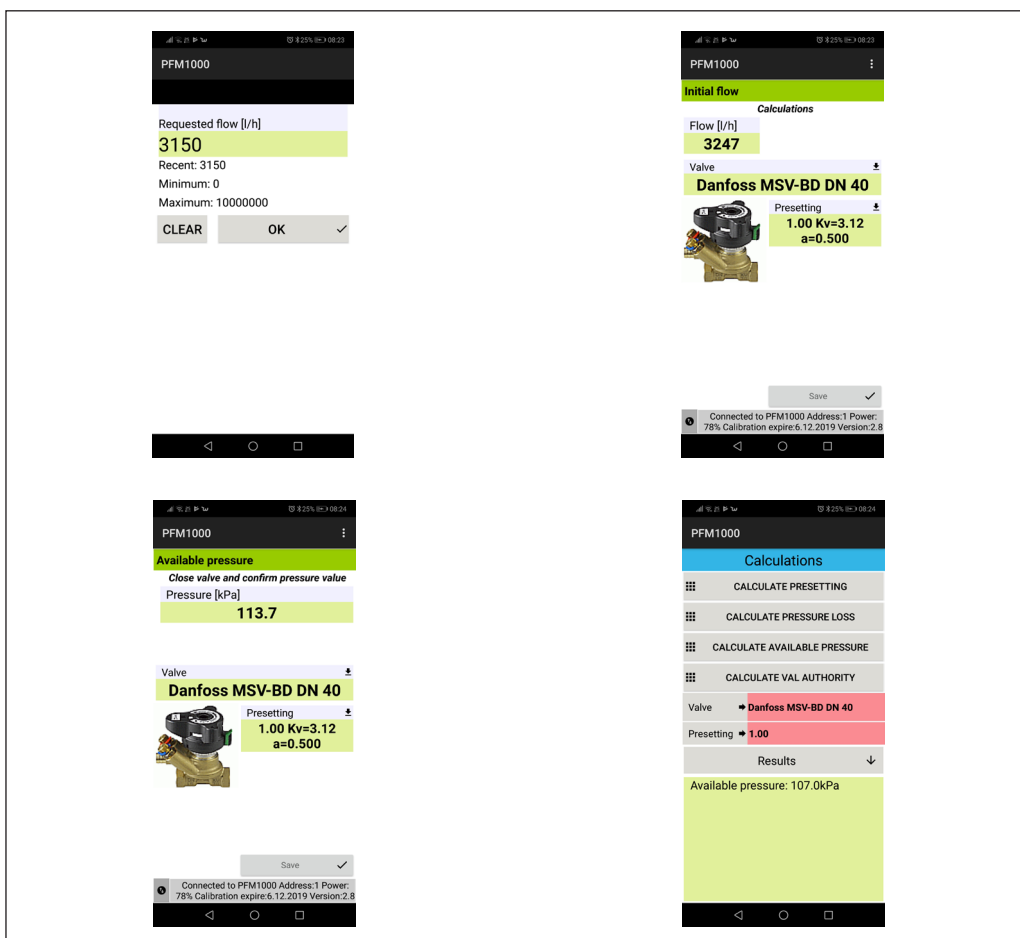 25% 08:23
PFM1000
Requested flow [l/h]
3150
Recent: 3150
Minimum: 0
Maximum: 10000000
CLEAR
OK
25% 08:23
PFM1000
Initial flow
Calculations
Flow [l/h]
3247
Valve
Danfoss MSV-BD DN 40
Presetting
1.00 Kv=3.12
a=0.500
Save
Connected to PFM1000 Address:1 Power:
78% Calibration expire:6.12.2019 Version:2.8
25% 08:24
PFM1000
Available pressure
Close valve and confirm pressure value
Pressure [kPa]
113.7
Valve
Danfoss MSV-BD DN 40
Presetting
1.00 Kv=3.12
a=0.500
Save
Connected to PFM1000 Address:1 Power:
78% Calibration expire:6.12.2019 Version:2.8
25% 08:24
PFM1000
Calculations
CALCULATE PRESETTING
CALCULATE PRESSURE LOSS
CALCULATE AVAILABLE PRESSURE
CALCULATE VAL AUTHORITY
Valve Danfoss MSV-BD DN 40
Presetting 1.00
Results
Available pressure: 107.0kPa